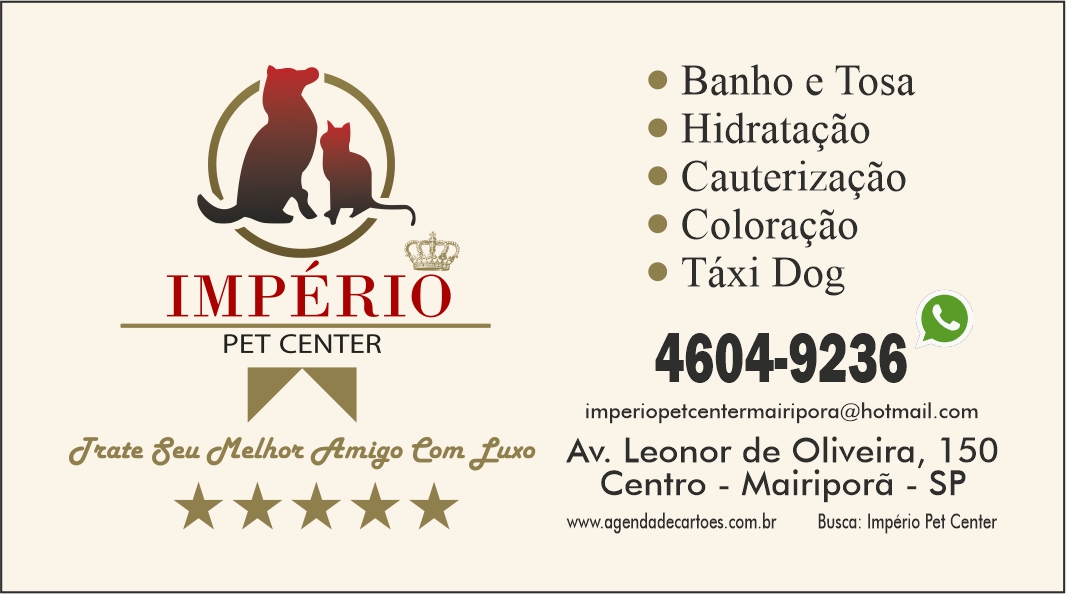 IMPÉRIO
PET CENTER
Trate Seu Melhor Amigo Com Luxo
Banho e Tosa
Hidratação
Cauterização
Coloração
Táxi Dog
4604-9236
imperiopetcentermairipora@hotmail.com
Av. Leonor de Oliveira, 150
Centro - Mairiporã - SP
www.agendadecartoes.com.br Busca: Império Pet Center